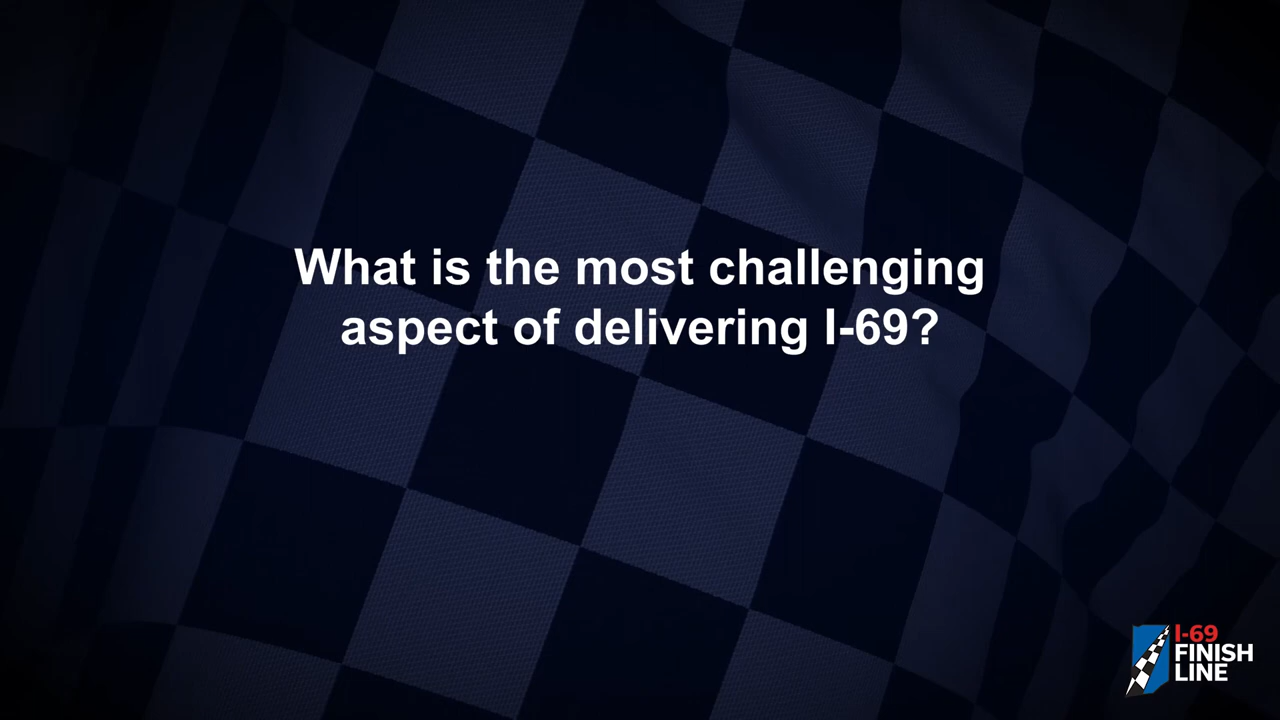 What is the most challenging
aspect of delivering I-69?
I-69
FINISH
LINE